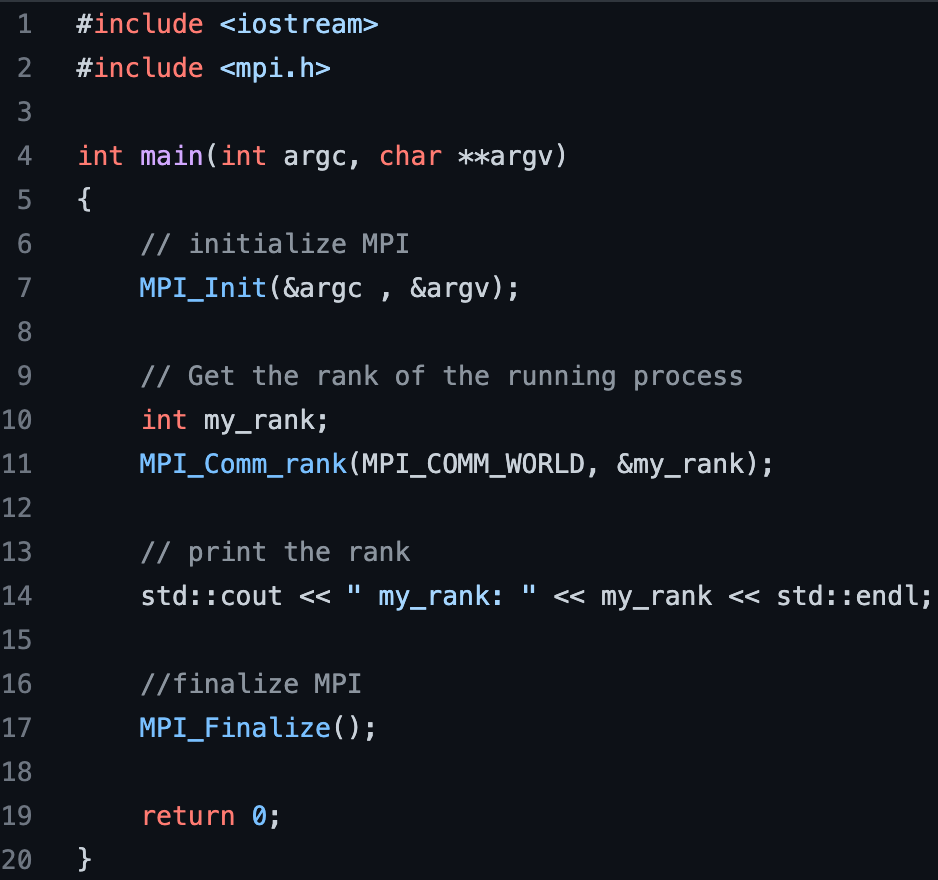 1 #include <iostream>
2 #include <mpi.h>
3
4 int main(int argc, char **argv)
5 {
6     // initialize MPI
7     MPI_Init(&argc , &argv);
8
9     // Get the rank of the running process
10     int my_rank;
11     MPI_Comm_rank(MPI_COMM_WORLD, &my_rank);
12
13     // print the rank
14     std::cout << " my_rank: " << my_rank << std::endl;
15
16     //finalize MPI
17     MPI_Finalize();
18
19     return 0;
20 }